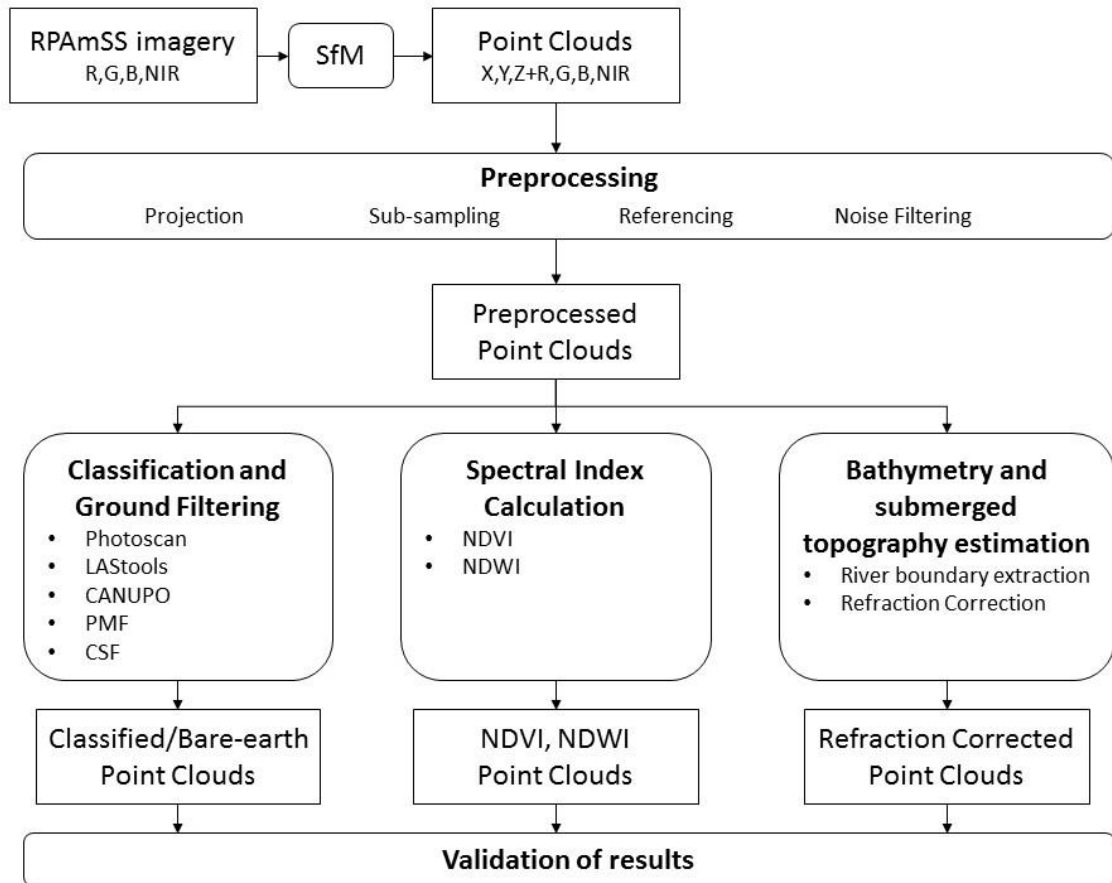 RPAmSS imagery
R,G,B,NIR
SfM
Point Clouds
X,Y,Z+R,G,B,NIR
Preprocessing
Projection Sub-sampling Referencing Noise Filtering
Preprocessed
Point Clouds
Classification and
Ground Filtering
• Photoscan
• LAStools
• CANUPO
• PMF
• CSF
Spectral Index
Calculation
• NDVI
• NDWI
Bathymetry and
submerged
topography estimation
• River boundary extraction
• Refraction Correction
Classified/Bare-earth
Point Clouds
NDVI, NDWI
Point Clouds
Refraction Corrected
Point Clouds
Validation of results